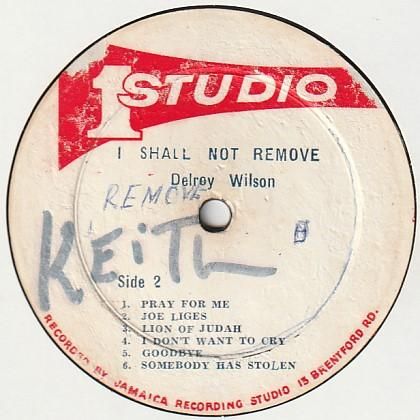 1 STUDIO
I SHALL NOT REMOVE
Delroy Wilson
REMOVE
KEITH
Side 2
1. PRAY FOR ME
2. JOE LIGES
3. LION OF JUDAH
4. I DON'T WANT TO CRY
5. GOODBYE
6. SOMEBODY HAS STOLEN
RECORDED BY JAMAICA RECORDING STUDIO 13 BRENTFORD RD.